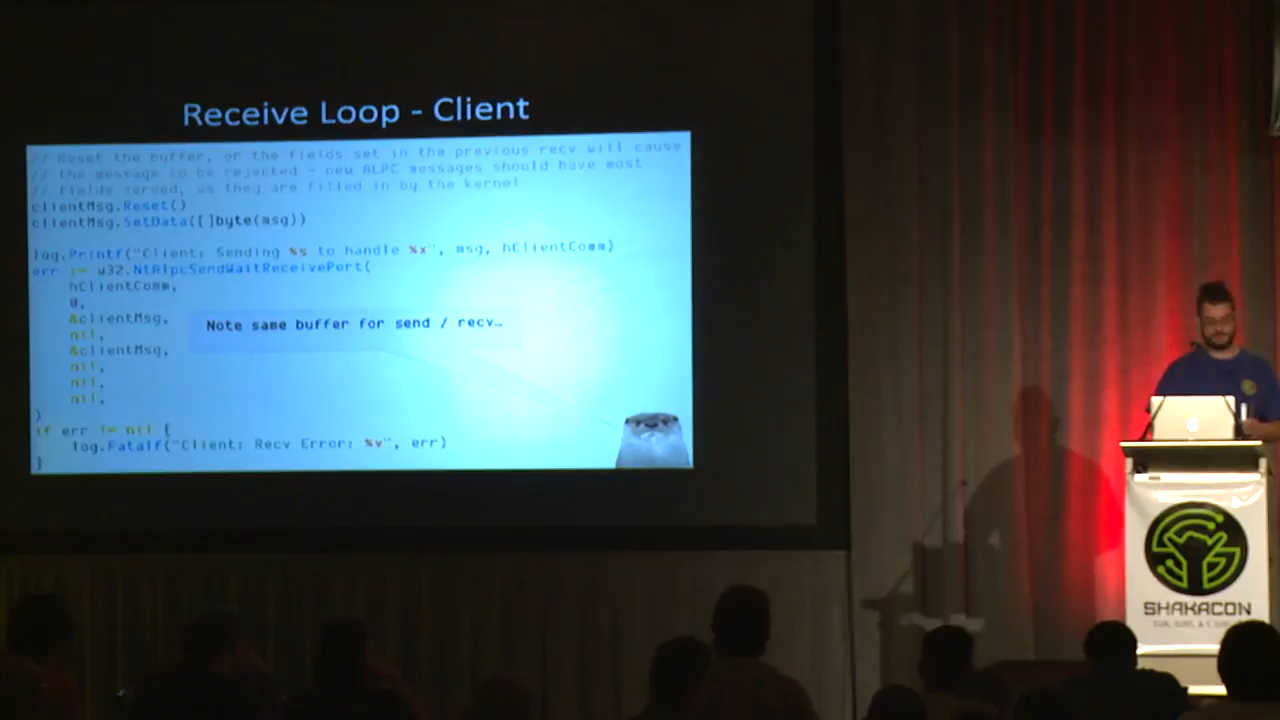 Receive Loop - Client
// Reset the buffer, or the fields set in the previous recv will cause
// the message to be rejected - new ALPC messages should have most
// fields zeroed, as they are filled in by the kernel
clientMsg.Reset()
clientMsg.SetData([]byte(msg))
log.Printf("Client: Sending %s to handle %x", msg, hClientComm)
err := w32.NtAlpcSendWaitReceivePort(
hClientComm,
0,
&clientMsg,
nil,
&clientMsg,
nil,
nil,
nil,
)
if err != nil {
log.Fatalf("Client: Recv Error: %v", err)
}
Note same buffer for send / recv…
SHAKACON
SUN, SURF, &